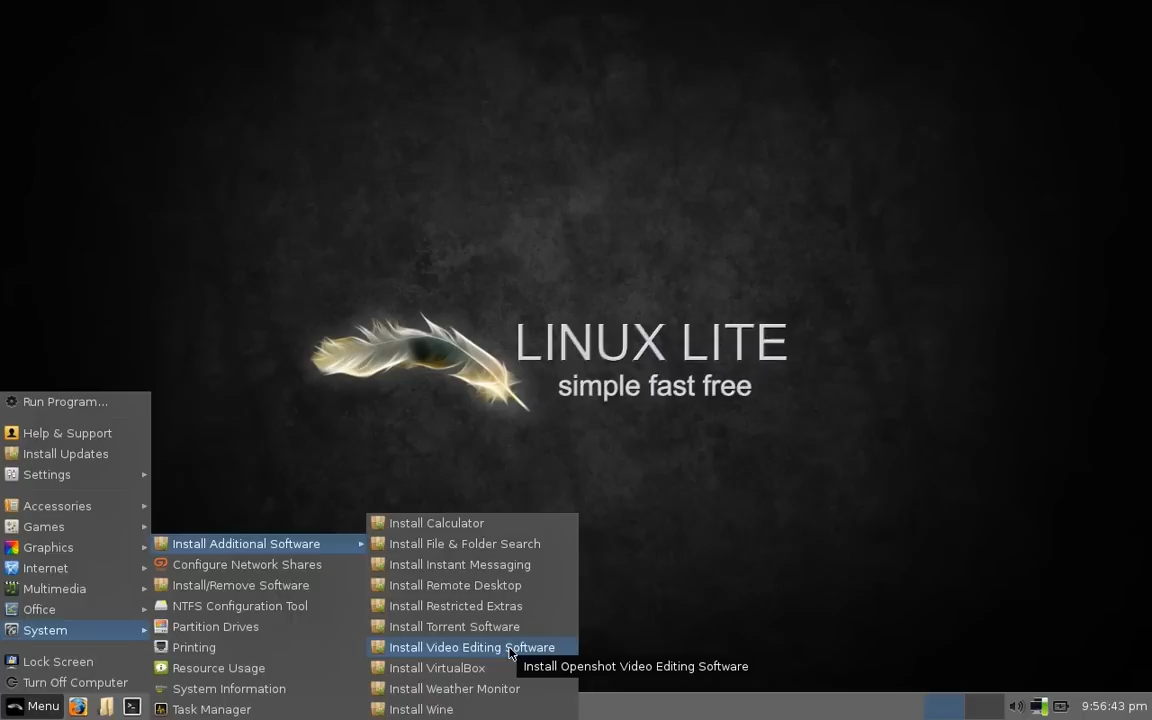 LINUX LITE
simple fast free
Run Program...
Help & Support
Install Updates
Settings
Accessories
Games
Graphics
Internet
Multimedia
Office
System
Lock Screen
Turn Off Computer
Install Additional Software
Configure Network Shares
Install/Remove Software
NTFS Configuration Tool
Partition Drives
Printing
Resource Usage
System Information
Task Manager
Install Calculator
Install File & Folder Search
Install Instant Messaging
Install Remote Desktop
Install Restricted Extras
Install Torrent Software
Install Video Editing Software
Install VirtualBox
Install Weather Monitor
Install Wine
Install Openshot Video Editing Software
Menu
9:56:43 pm